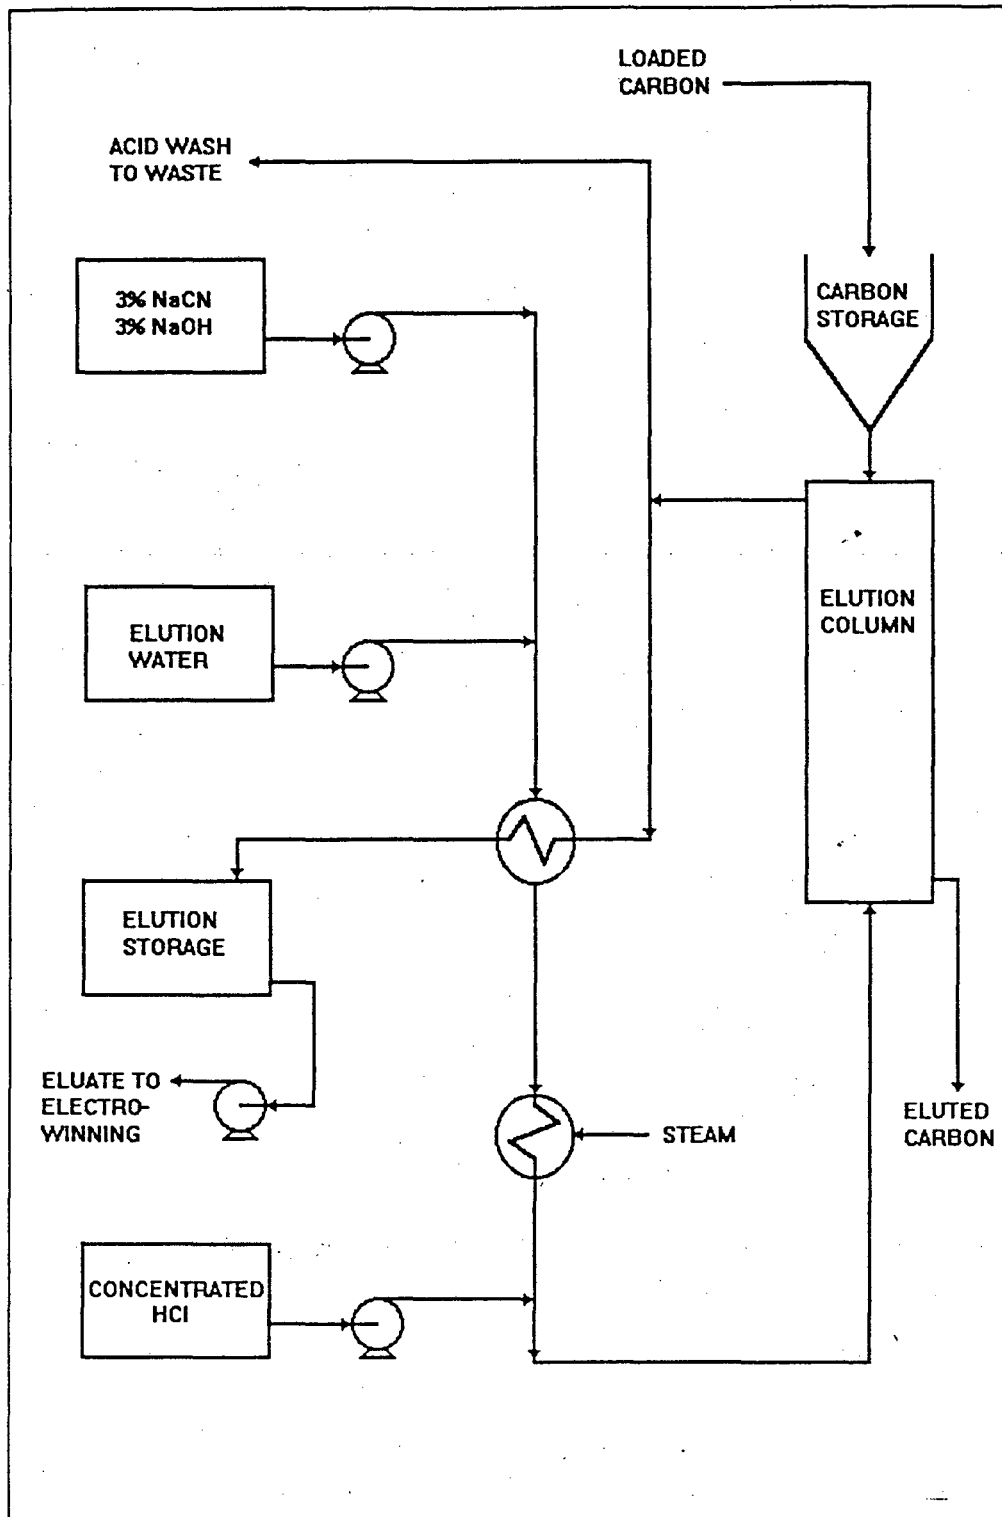 LOADED
CARBON
ACID WASH
TO WASTE
3% NaCN
3% NaOH
CARBON
STORAGE
ELUTION
WATER
ELUTION
COLUMN
ELUTION
STORAGE
ELUATE TO
ELECTRO-
WINNING
STEAM
ELUTED
CARBON
CONCENTRATED
HCl